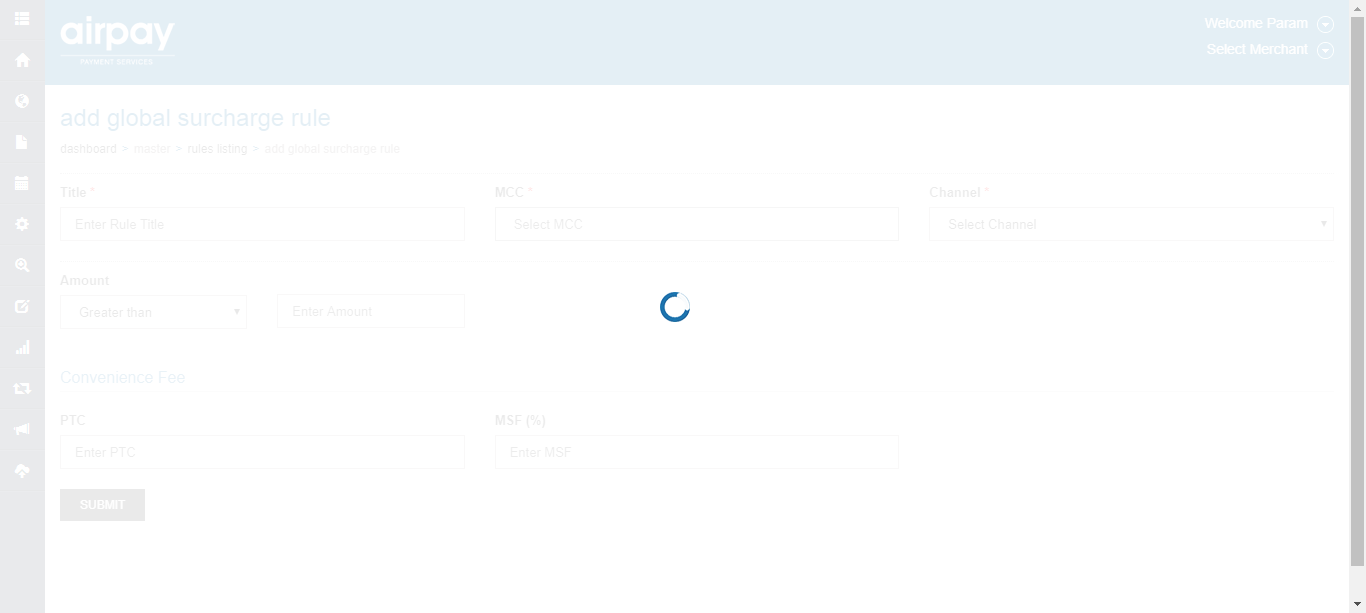 airpay
PAYMENT SERVICES
Welcome Param
Select Merchant
add global surcharge rule
dashboard > master > rules listing > add global surcharge rule
Title * MCC * Channel *
Enter Rule Title Select MCC Select Channel
Amount
Greater than Enter Amount
Convenience Fee
PTC MSF (%)
Enter PTC Enter MSF
SUBMIT